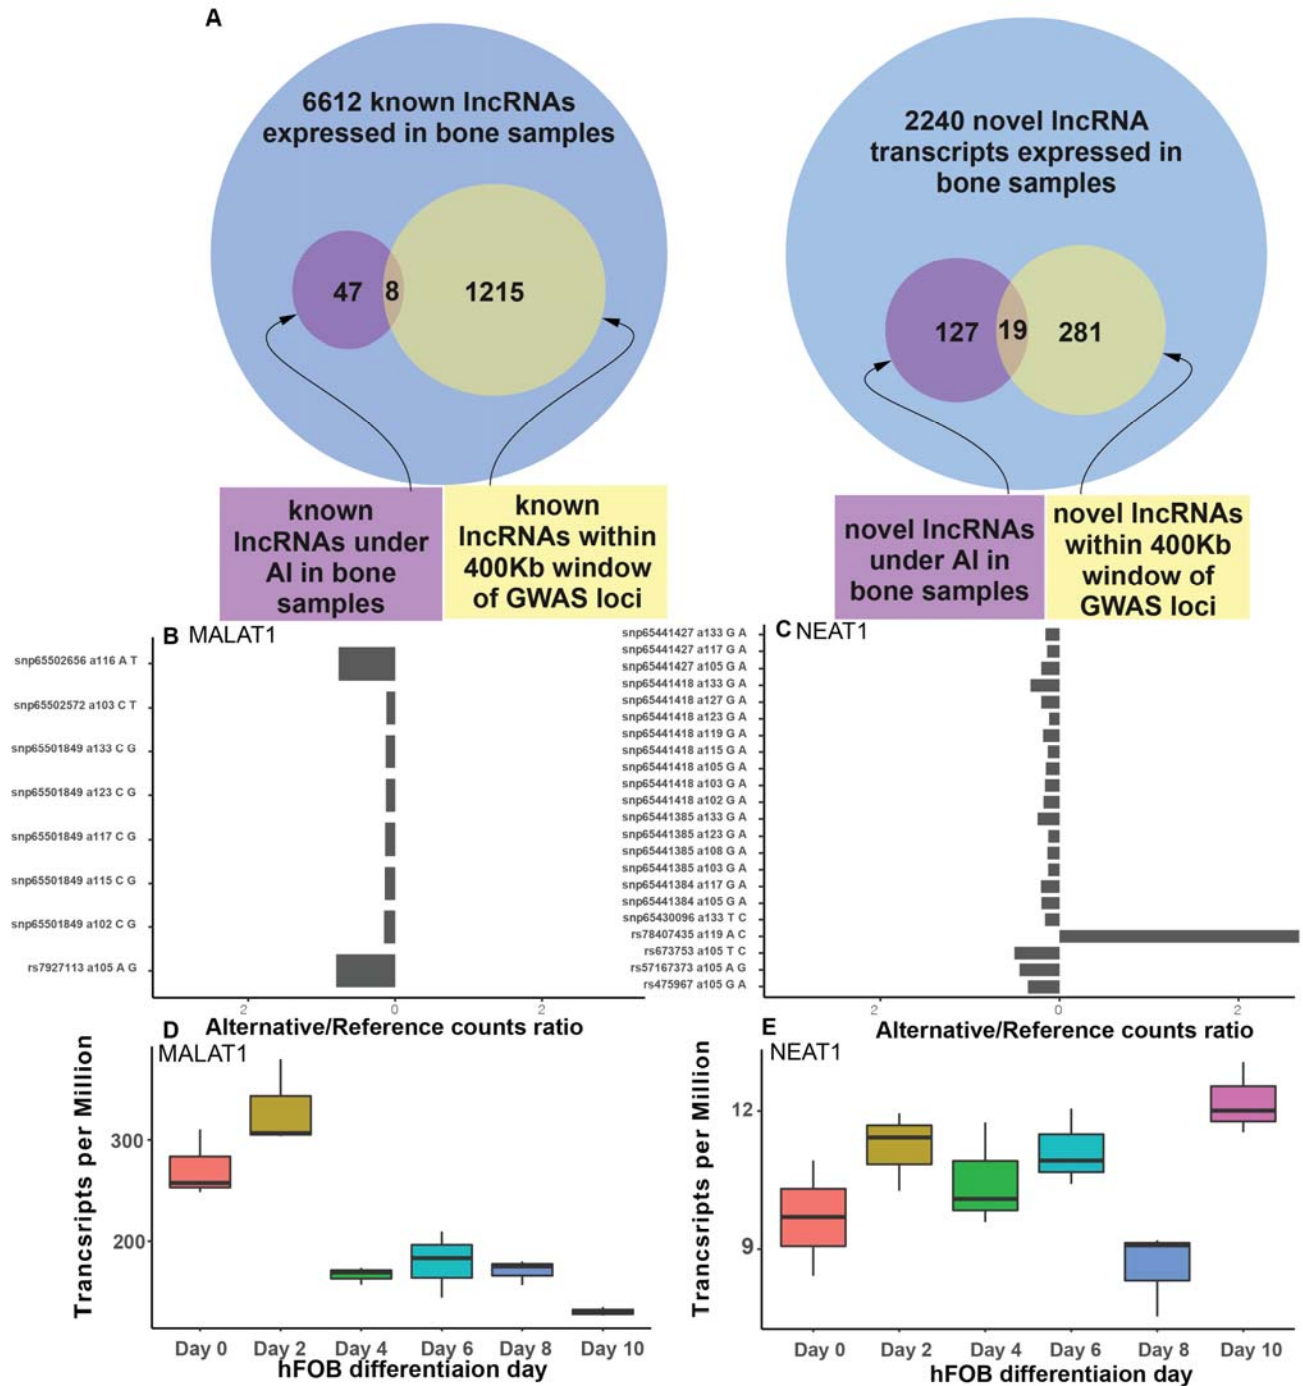 A
6612 known lncRNAs
expressed in bone samples
47
8
1215
known
lncRNAs under
AI in bone
samples
known
lncRNAs within
400Kb window
of GWAS loci
2240 novel lncRNA
transcripts expressed in
bone samples
127
19
281
novel lncRNAs
under AI in
bone samples
novel lncRNAs
within 400Kb
window of
GWAS loci
B MALAT1
snp65502656 a116 A T
snp65502572 a103 C T
snp65501849 a133 C G
snp65501849 a123 C G
snp65501849 a117 C G
snp65501849 a115 C G
snp65501849 a102 C G
rs7927113 a105 A G
2 0 2
Alternative/Reference counts ratio
C NEAT1
snp65441427 a133 G A
snp65441427 a117 G A
snp65441427 a105 G A
snp65441418 a133 G A
snp65441418 a127 G A
snp65441418 a123 G A
snp65441418 a119 G A
snp65441418 a115 G A
snp65441418 a105 G A
snp65441418 a103 G A
snp65441418 a102 G A
snp65441385 a133 G A
snp65441385 a123 G A
snp65441385 a108 G A
snp65441385 a103 G A
snp65441384 a117 G A
snp65441384 a105 G A
snp65430096 a133 T C
rs78407435 a119 A C
rs673753 a105 T C
rs57167373 a105 A G
rs475967 a105 G A
2 0 2
Alternative/Reference counts ratio
D
MALAT1
Trancsripts per Million
300
200
Day 0 Day 2 Day 4 Day 6 Day 8 Day 10
hFOB differentiaion day
E
NEAT1
Trancsripts per Million
12
9
Day 0 Day 2 Day 4 Day 6 Day 8 Day 10
hFOB differentiaion day